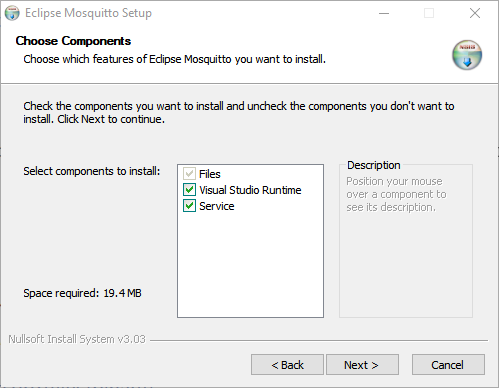 Eclipse Mosquitto Setup
Choose Components
Choose which features of Eclipse Mosquitto you want to install.
Check the components you want to install and uncheck the components you don't want to
install. Click Next to continue.
Select components to install:
Files
Visual Studio Runtime
Service
Description
Position your mouse
over a component to
see its description.
Space required: 19.4 MB
Nullsoft Install System v3.03
< Back
Next >
Cancel